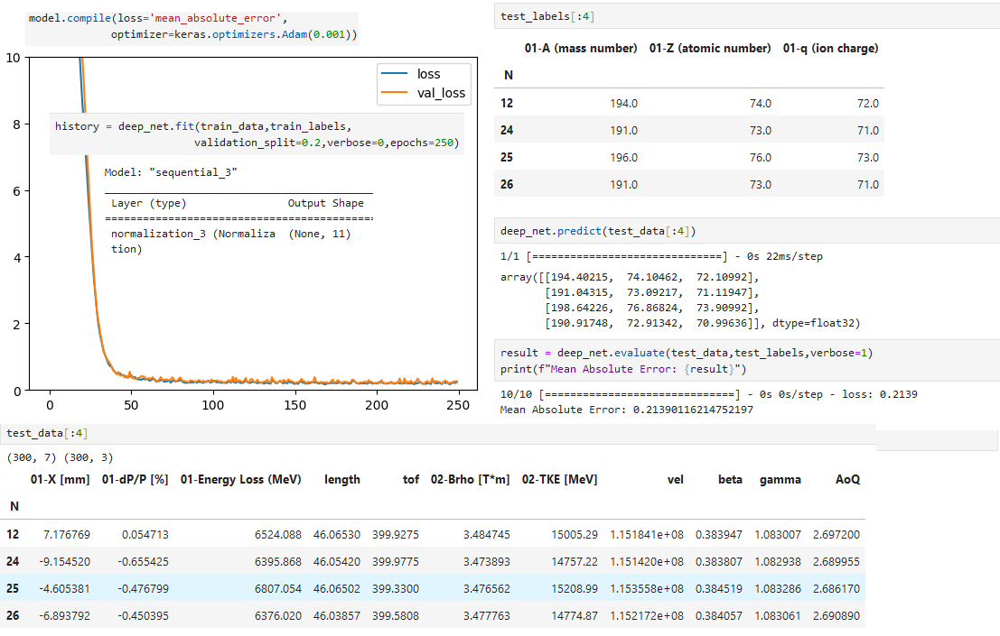 model.compile(loss='mean_absolute_error',
optimizer=keras.optimizers.Adam(0.001))
10
8
6
4
2
0
0 50 100 150 200 250
loss
val_loss
history = deep_net.fit(train_data,train_labels,
validation_split=0.2,verbose=0,epochs=250)
Model: "sequential_3"
Layer (type) Output Shape
=========================================
normalization_3 (Normaliza (None, 11)
tion)
test_labels[:4]
01-A (mass number) 01-Z (atomic number) 01-q (ion charge)
N
12 194.0 74.0 72.0
24 191.0 73.0 71.0
25 196.0 76.0 73.0
26 191.0 73.0 71.0
deep_net.predict(test_data[:4])
1/1 [==============================] - 0s 22ms/step
array([[194.40215, 74.10462, 72.10992],
[191.04315, 73.09217, 71.11947],
[198.64226, 76.86824, 73.90992],
[190.91748, 72.91342, 70.99636]], dtype=float32)
result = deep_net.evaluate(test_data,test_labels,verbose=1)
print(f"Mean Absolute Error: {result}")
10/10 [==============================] - 0s 0s/step - loss: 0.2139
Mean Absolute Error: 0.21390116214752197
test_data[:4]
(300, 7) (300, 3)
01-X [mm] 01-dP/P [%] 01-Energy Loss (MeV) length tof 02-Brho [T*m] 02-TKE [MeV] vel beta gamma AoQ
N
12 7.176769 0.054713 6524.088 46.06530 399.9275 3.484745 15005.29 1.151841e+08 0.383947 1.083007 2.697200
24 -9.154520 -0.655425 6395.868 46.05420 399.9775 3.473893 14757.22 1.151420e+08 0.383807 1.082938 2.689955
25 -4.605381 -0.476799 6807.054 46.06502 399.3300 3.476562 15208.99 1.153558e+08 0.384519 1.083286 2.686170
26 -6.893792 -0.450395 6376.020 46.03857 399.5808 3.477763 14774.87 1.152172e+08 0.384057 1.083061 2.690890